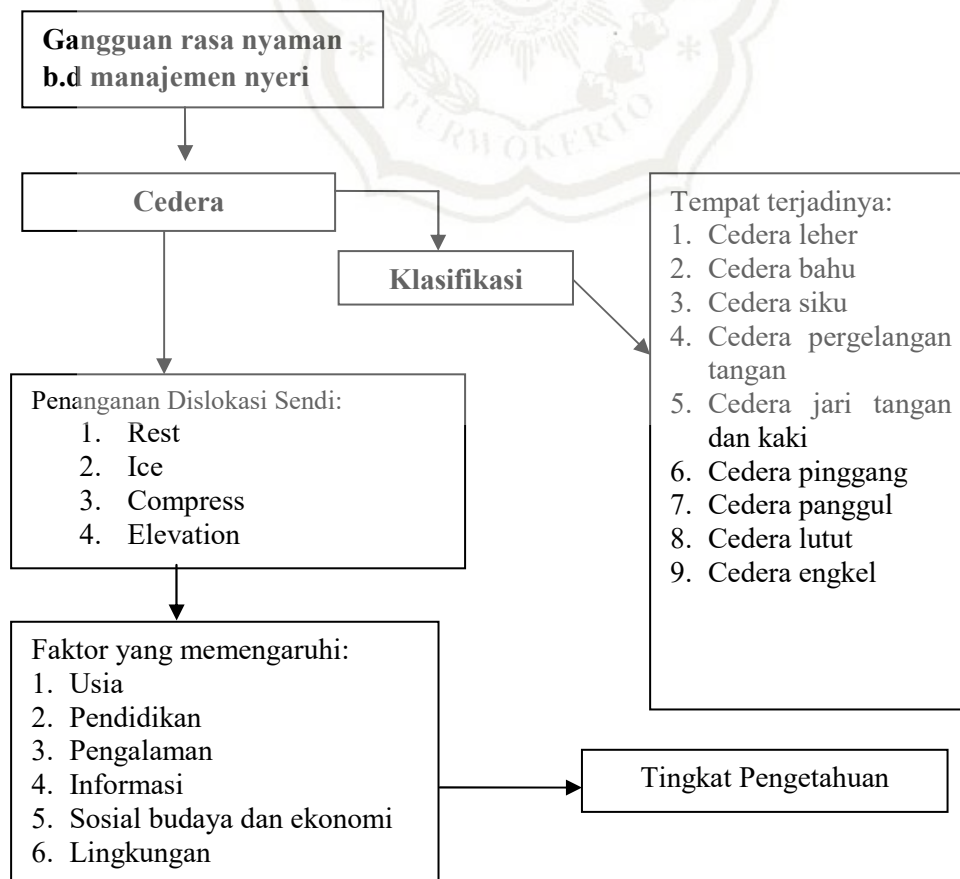 Gangguan rasa nyaman
b.d manajemen nyeri
PURWOKERTO
Cedera
Klasifikasi
Tempat terjadinya:
1. Cedera leher
2. Cedera bahu
3. Cedera siku
4. Cedera pergelangan
tangan
5. Cedera jari tangan
dan kaki
6. Cedera pinggang
7. Cedera panggul
8. Cedera lutut
9. Cedera engkel
Penanganan Dislokasi Sendi:
1. Rest
2. Ice
3. Compress
4. Elevation
Faktor yang memengaruhi:
1. Usia
2. Pendidikan
3. Pengalaman
4. Informasi
5. Sosial budaya dan ekonomi
6. Lingkungan
Tingkat Pengetahuan